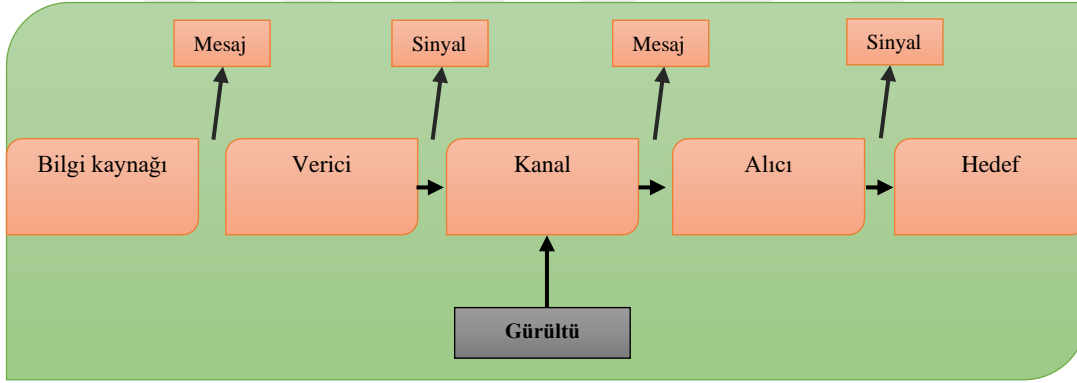 Mesaj
Sinyal
Mesaj
Sinyal
Bilgi kaynağı
Verici
Kanal
Alıcı
Hedef
Gürültü